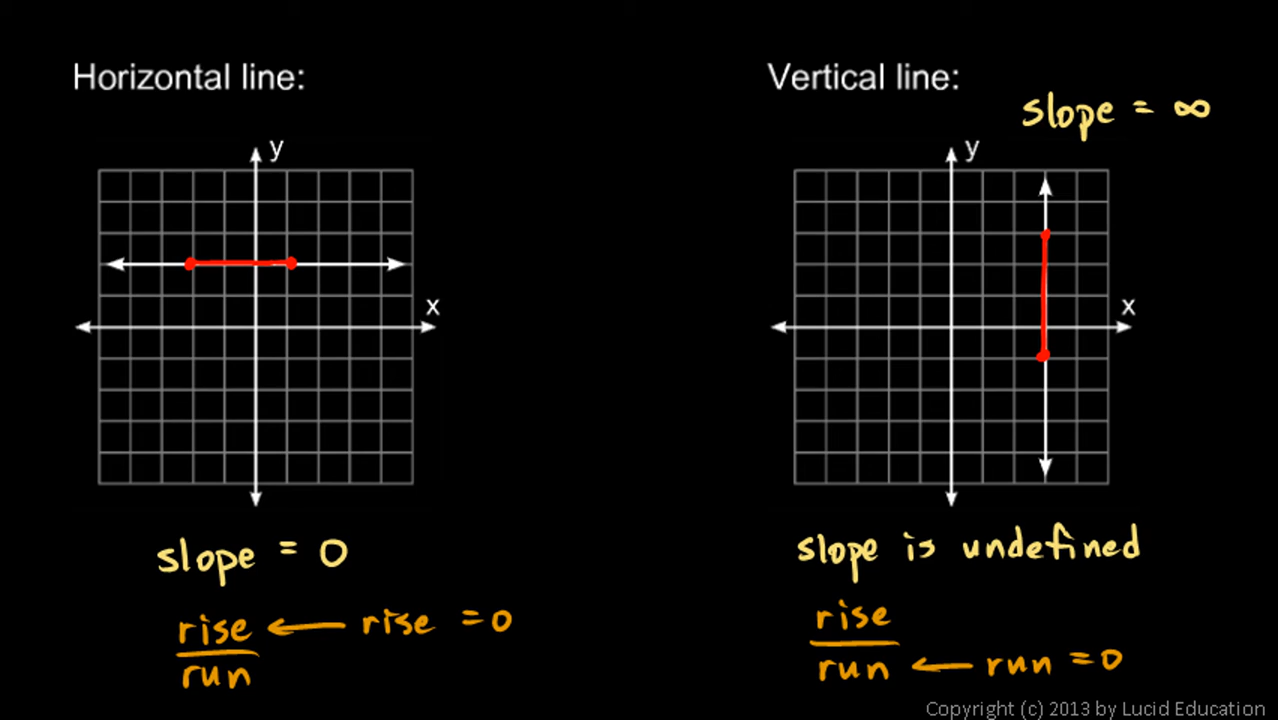 Horizontal line:
y
x
slope = 0
rise ← rise = 0
run
Vertical line:
slope = ∞
y
x
slope is undefined
rise
run ← run = 0
Copyright (c) 2013 by Lucid Education